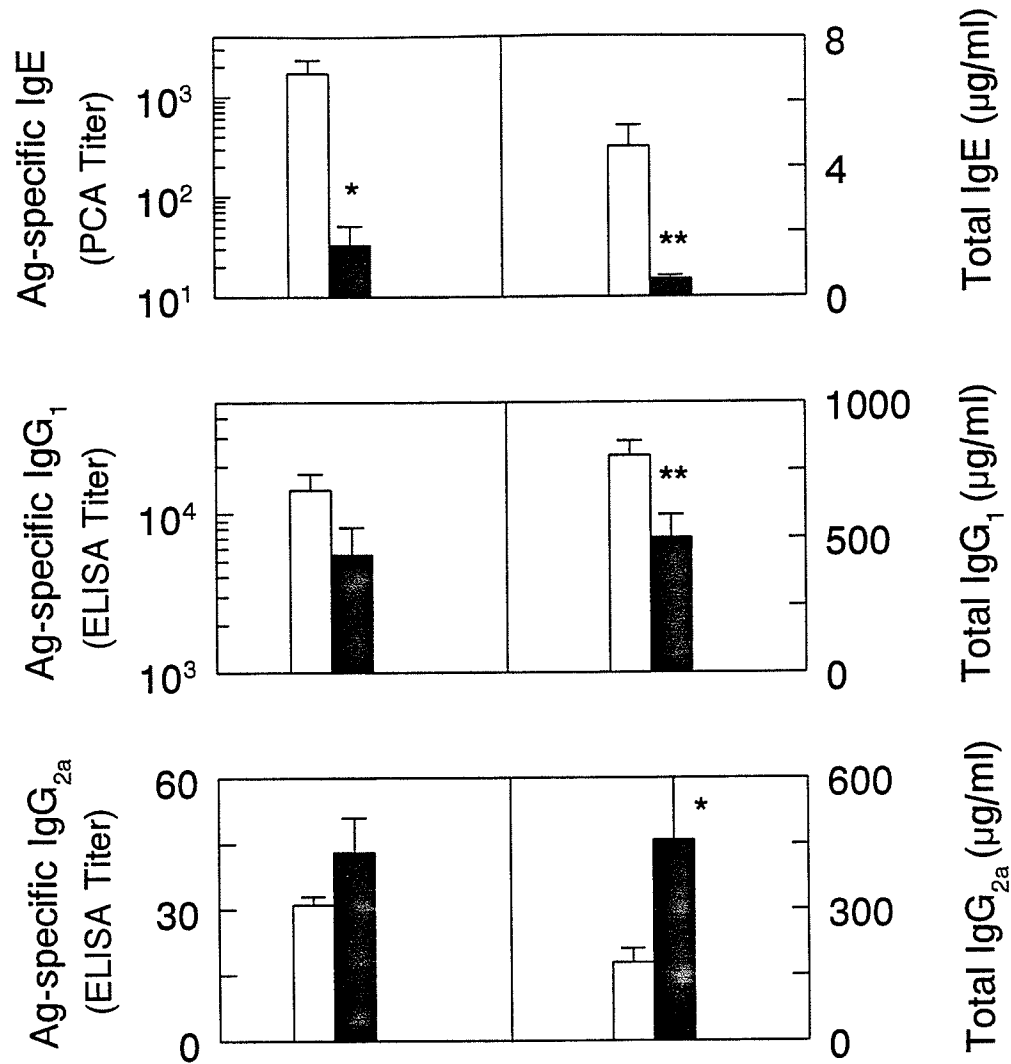 Ag-specific IgE
(PCA Titer)
10³
10²
10¹
*
**
8
4
0
Total IgE (µg/ml)
Ag-specific IgG₁
(ELISA Titer)
10⁴
10³
**
1000
500
0
Total IgG₁ (µg/ml)
Ag-specific IgG₂ₐ
(ELISA Titer)
60
30
0
*
600
300
0
Total IgG₂ₐ (µg/ml)